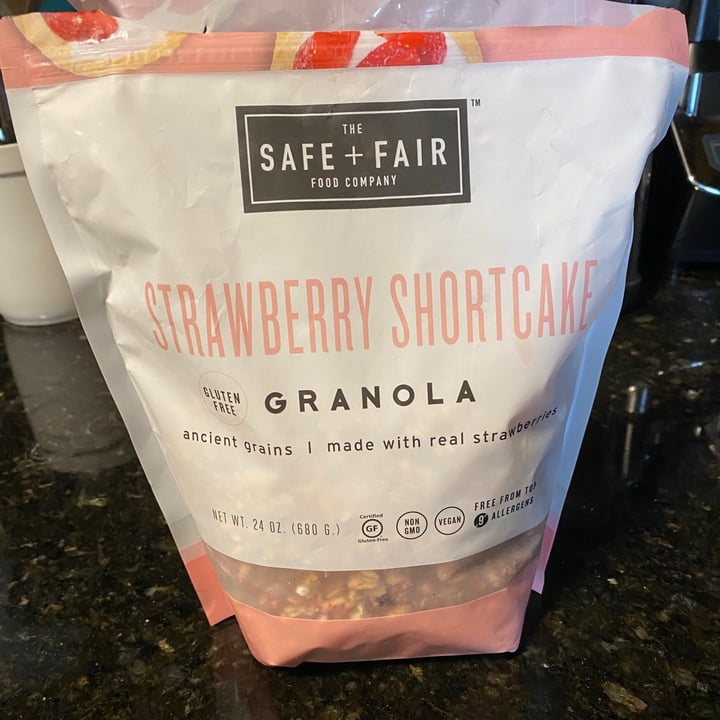 THE
SAFE + FAIR
FOOD COMPANY
TM
STRAWBERRY SHORTCAKE
GLUTEN
FREE
GRANOLA
ancient grains | made with real strawberries
NET WT. 24 OZ. (680 G.)
Certified
GF
Gluten-Free
NON
GMO
VEGAN
FREE FROM TOP
9 ALLERGENS